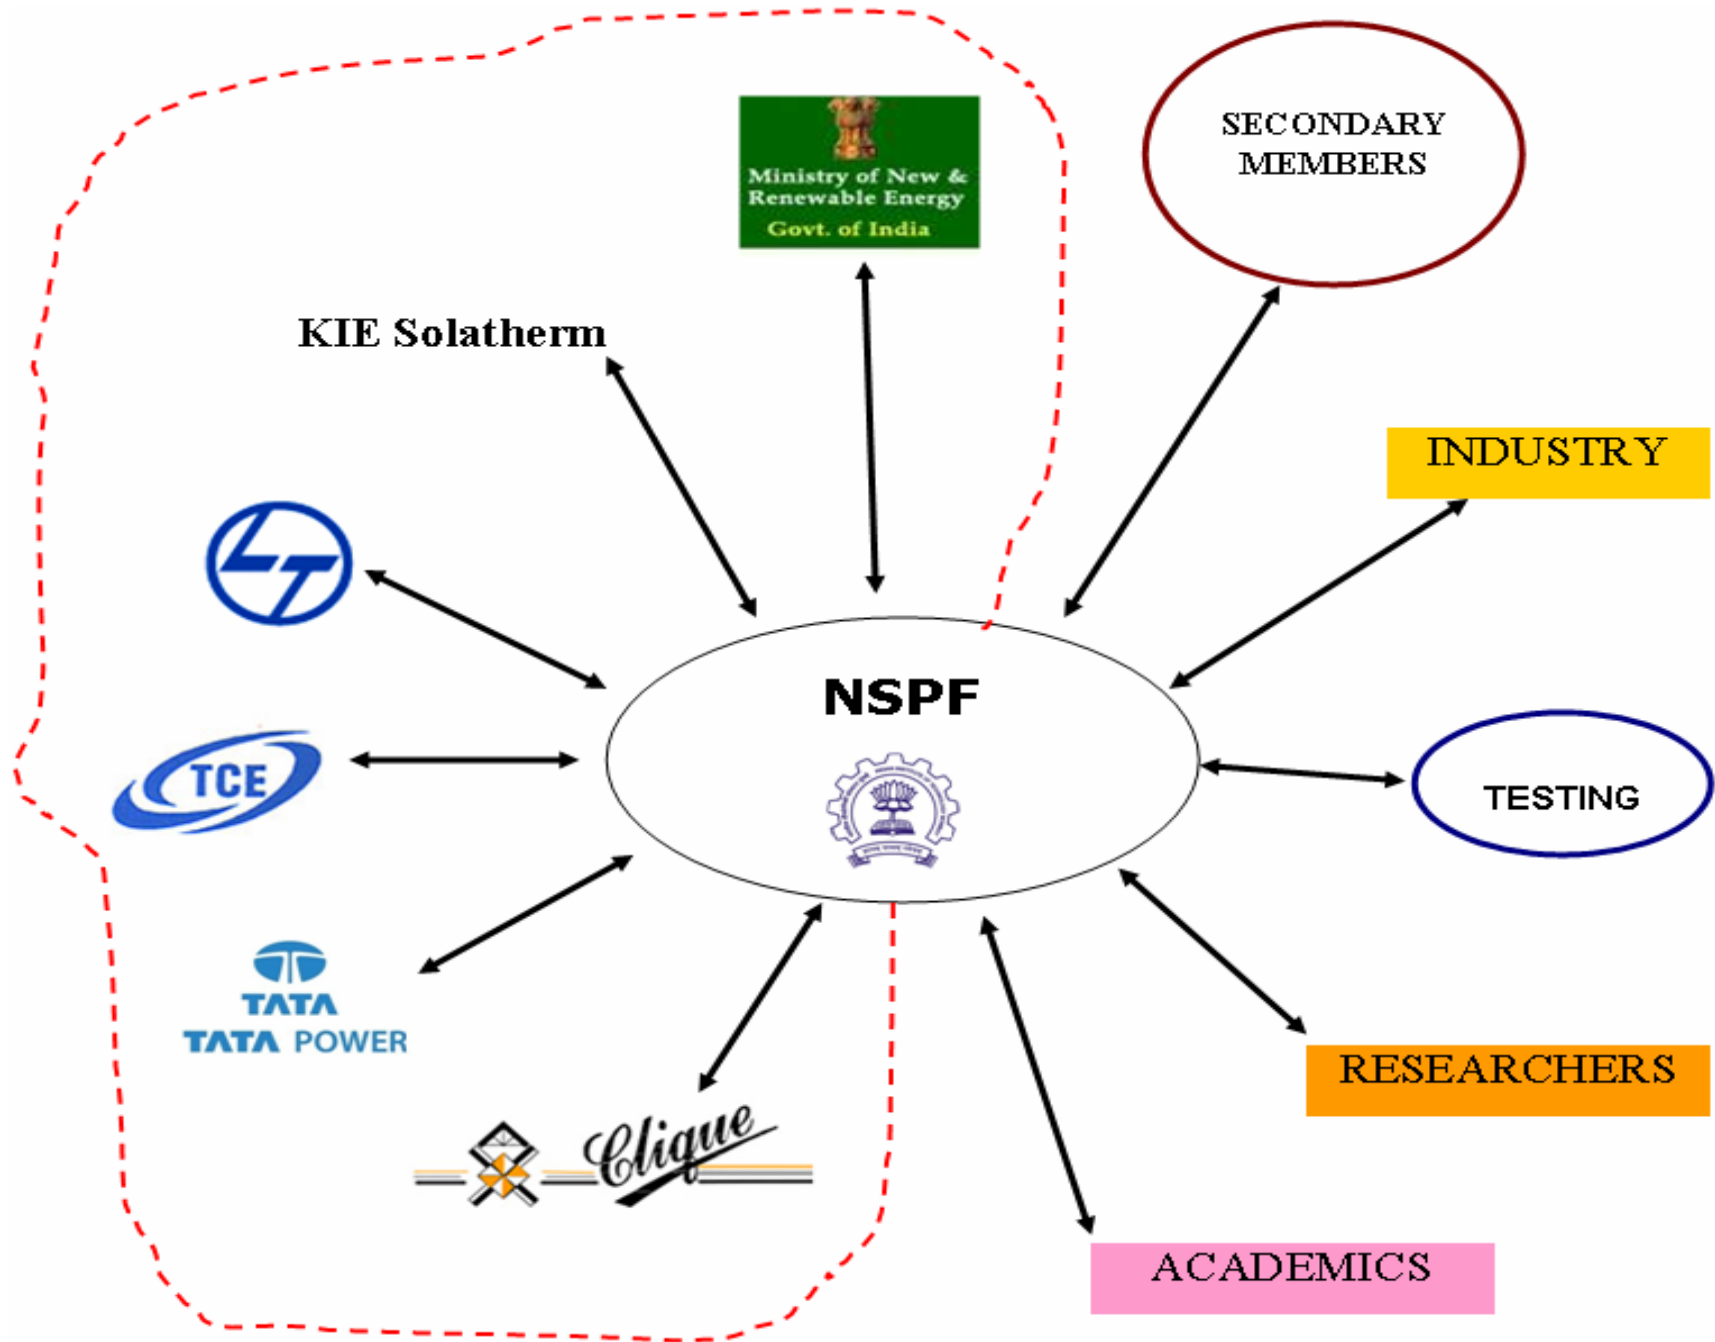 SECONDARY
MEMBERS
Ministry of New &
Renewable Energy
Govt. of India
KIE Solatherm
INDUSTRY
LT
NSPF
TCE
TESTING
TATA
TATA POWER
RESEARCHERS
Clique
ACADEMICS